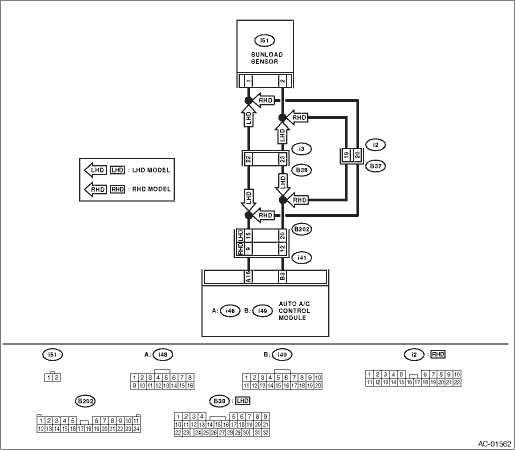 i51
SUNLOAD
SENSOR
1 2
RHD
LHD RHD
LHD
i3
22 23
B38
19 20
i2
B37
LHD : LHD MODEL
LHD
RHD : RHD MODEL
RHD
LHD LHD
RHD
RHD
B202
LHD 15 20
RHD 9 12
i41
A16 B3
A: i48 B: i49
AUTO A/C
CONTROL
MODULE
i51 A: i48 B: i49 i2 : RHD
1 2
1 2 3 4 5 6 7 8
9 10 11 12 13 14 15 16
1 2 3 4 5 6 7 8 9 10
11 12 13 14 15 16 17 18 19 20
1 2 3 4 5 6 7 8 9 10
11 12 13 14 15 16 17 18 19 20 21 22
B202 B38 : LHD
1 2 3 4 5 6 7 8 9 10 11
12 13 14 15 16 17 18 19 20 21 22 23 24
1 2 3 4 5 6 7 8 9
10 11 12 13 14 15 16 17 18 19 20 21
22 23 24 25 26 27 28 29 30 31 32
AC-01562